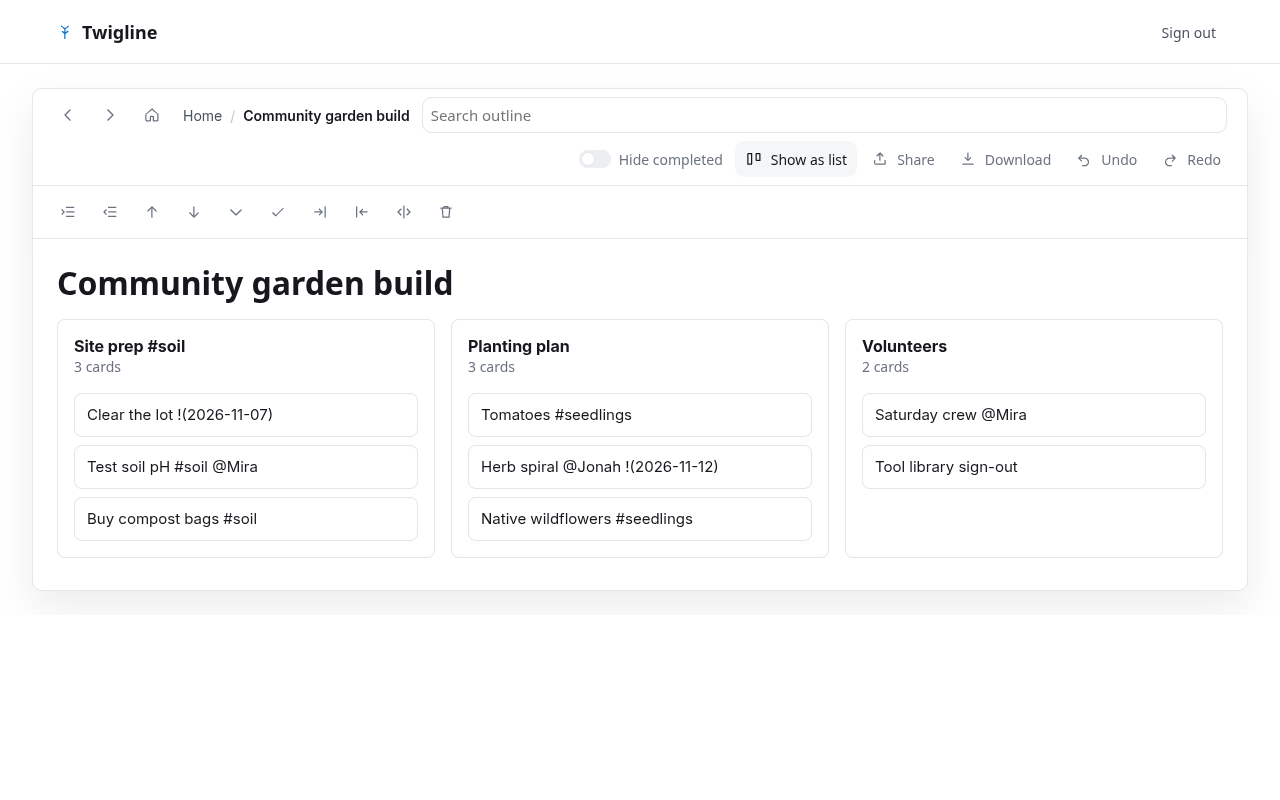 Twigline
Sign out
Home / Community garden build
Search outline
Hide completed
Show as list
Share
Download
Undo
Redo
Community garden build
Site prep #soil
3 cards
Clear the lot !(2026-11-07)
Test soil pH #soil @Mira
Buy compost bags #soil
Planting plan
3 cards
Tomatoes #seedlings
Herb spiral @Jonah !(2026-11-12)
Native wildflowers #seedlings
Volunteers
2 cards
Saturday crew @Mira
Tool library sign-out